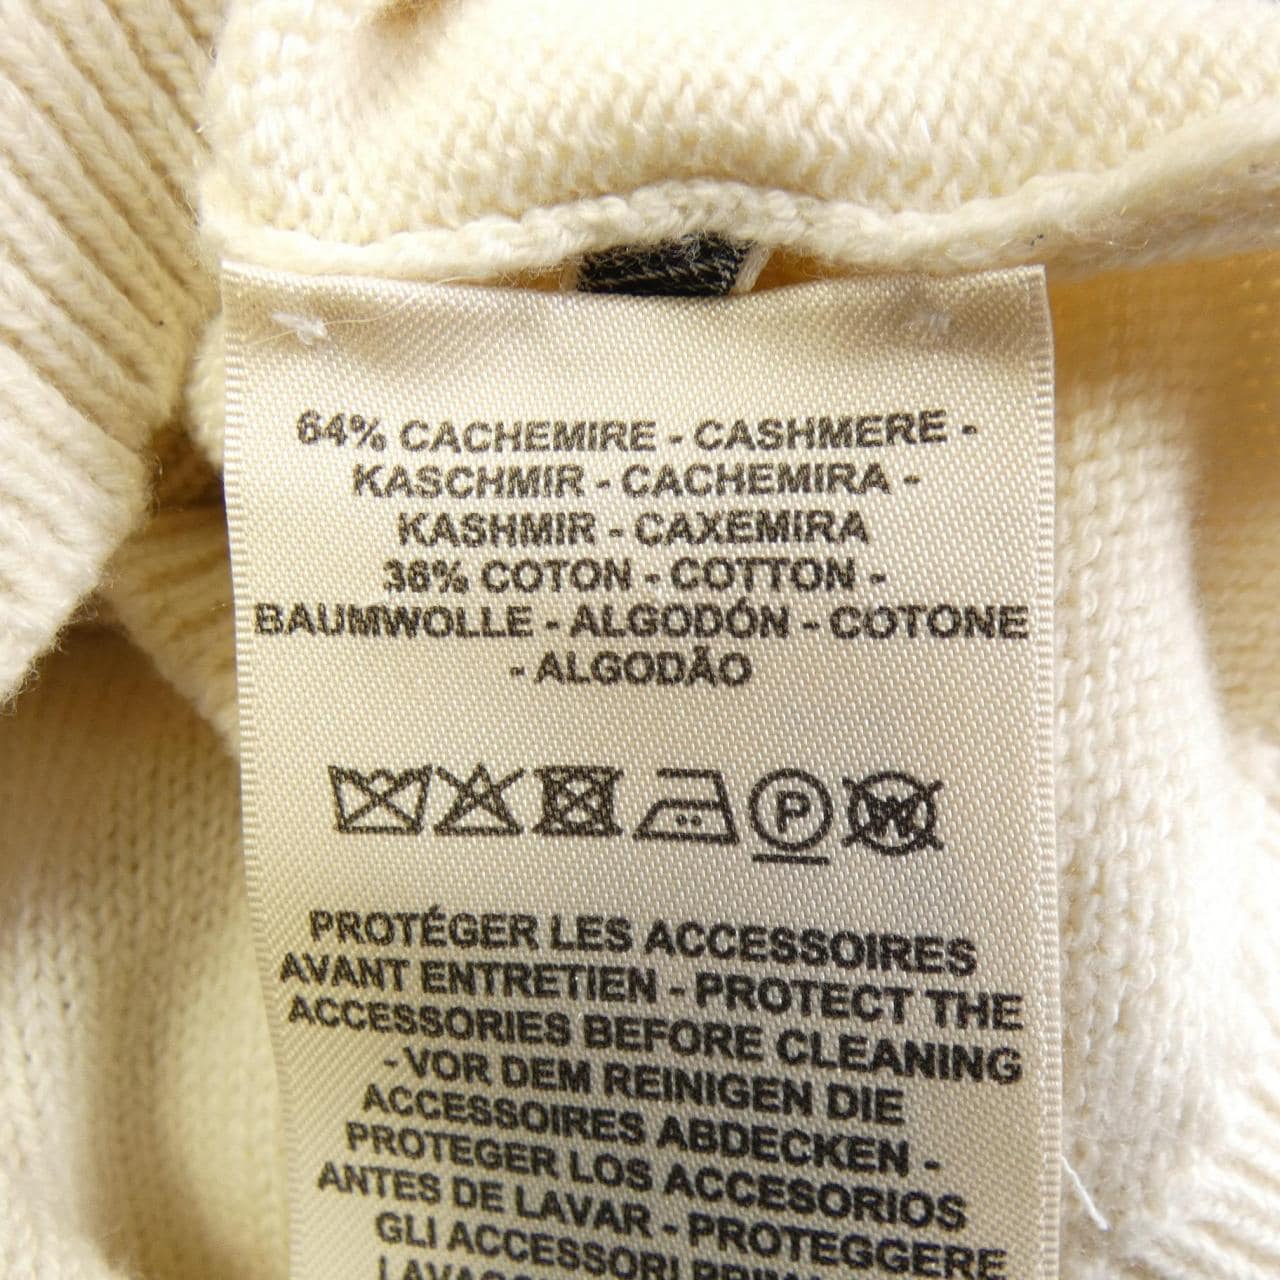 64% CACHEMIRE - CASHMERE -
KASCHMIR - CACHEMIRA -
KASHMIR - CAXEMIRA
36% COTON - COTTON -
BAUMWOLLE - ALGODÓN - COTONE
- ALGODÃO
P W
PROTÉGER LES ACCESSOIRES
AVANT ENTRETIEN - PROTECT THE
ACCESSORIES BEFORE CLEANING
- VOR DEM REINIGEN DIE
ACCESSOIRES ABDECKEN -
PROTEGER LOS ACCESORIOS
ANTES DE LAVAR - PROTEGGERE
GLI ACCESSORI